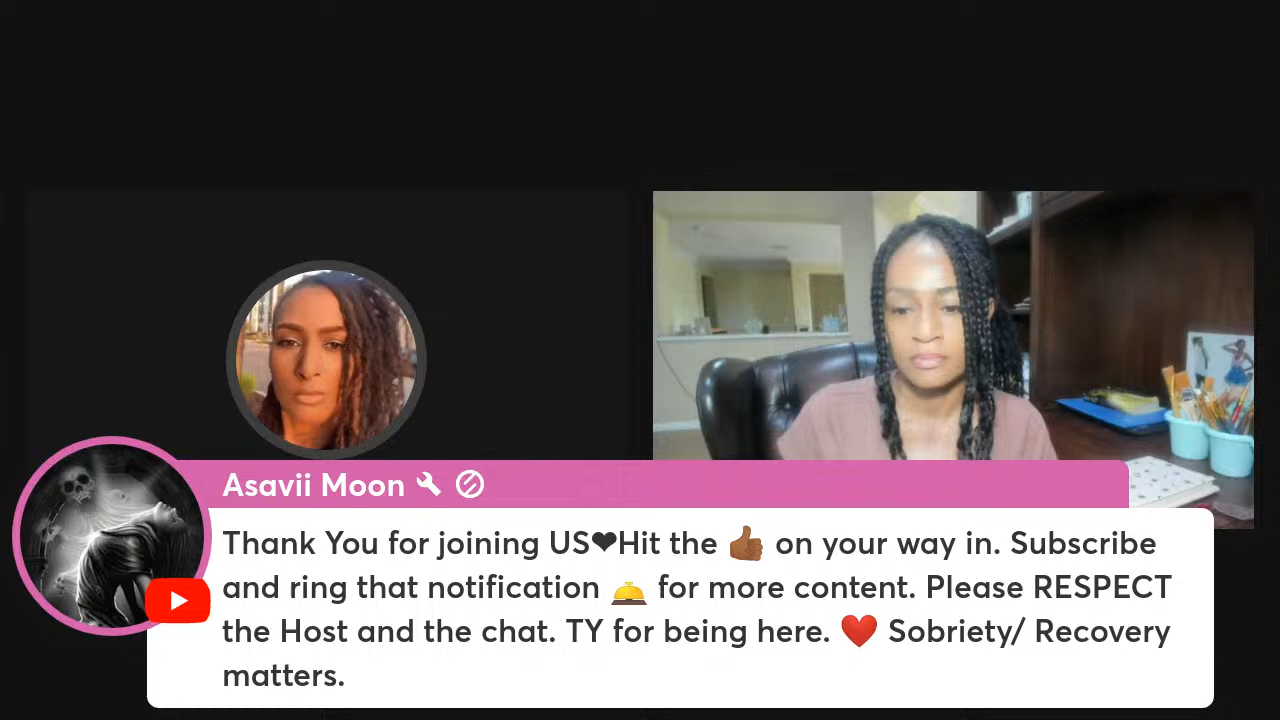 Asavii Moon
Thank You for joining US❤Hit the 👍🏾 on your way in. Subscribe
and ring that notification 🛎️ for more content. Please RESPECT
the Host and the chat. TY for being here. ❤️ Sobriety/ Recovery
matters.